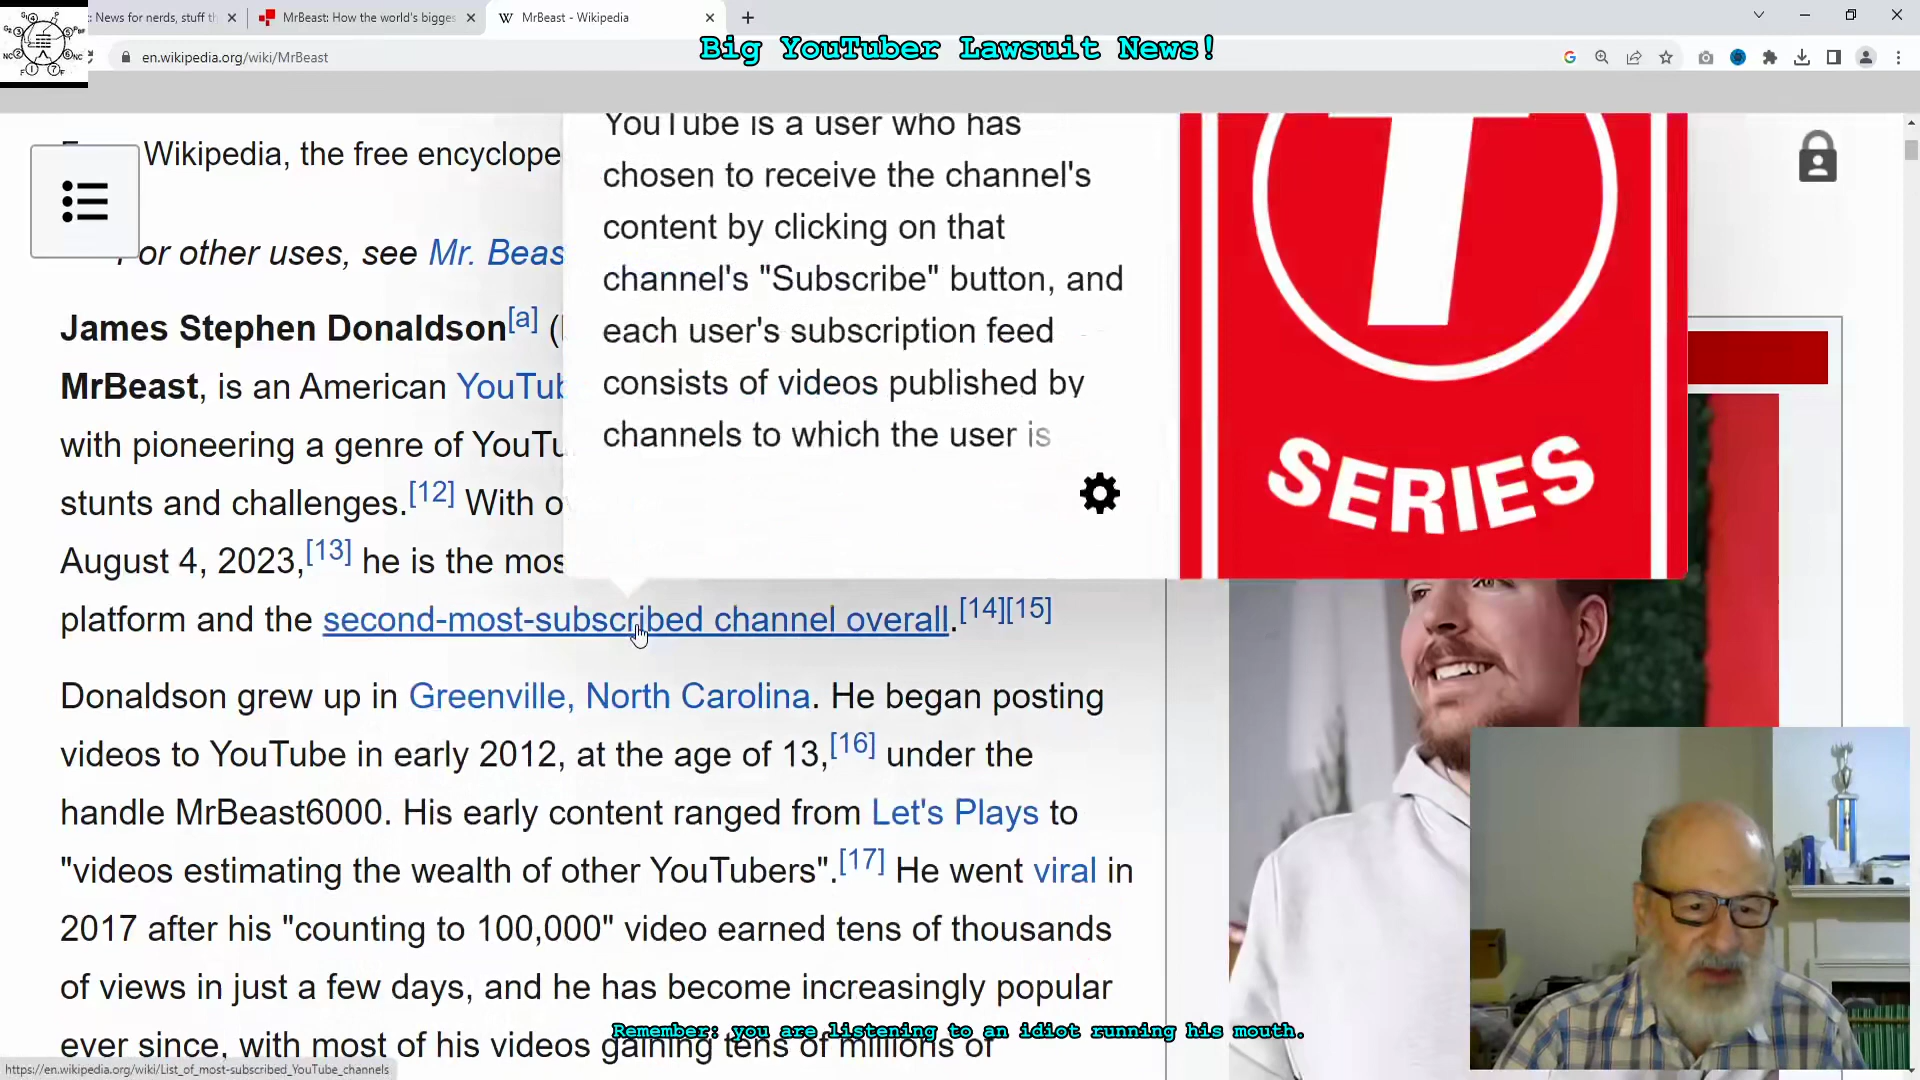 : News for nerds, stuff th
MrBeast: How the world's bigges
MrBeast - Wikipedia
Big YouTuber Lawsuit News!
en.wikipedia.org/wiki/MrBeast
Wikipedia, the free encyclope
or other uses, see Mr. Beas
James Stephen Donaldson[a] (
MrBeast, is an American YouTub
with pioneering a genre of YouTu
stunts and challenges.[12] With ov
August 4, 2023,[13] he is the mos
platform and the second-most-subscribed channel overall.[14][15]
YouTube is a user who has
chosen to receive the channel's
content by clicking on that
channel's "Subscribe" button, and
each user's subscription feed
consists of videos published by
channels to which the user is
T
SERIES
Donaldson grew up in Greenville, North Carolina. He began posting
videos to YouTube in early 2012, at the age of 13,[16] under the
handle MrBeast6000. His early content ranged from Let's Plays to
"videos estimating the wealth of other YouTubers".[17] He went viral in
2017 after his "counting to 100,000" video earned tens of thousands
of views in just a few days, and he has become increasingly popular
ever since, with most of his videos gaining tens of millions of
Remember: you are listening to an idiot running his mouth.
https://en.wikipedia.org/wiki/List_of_most-subscribed_YouTube_channels